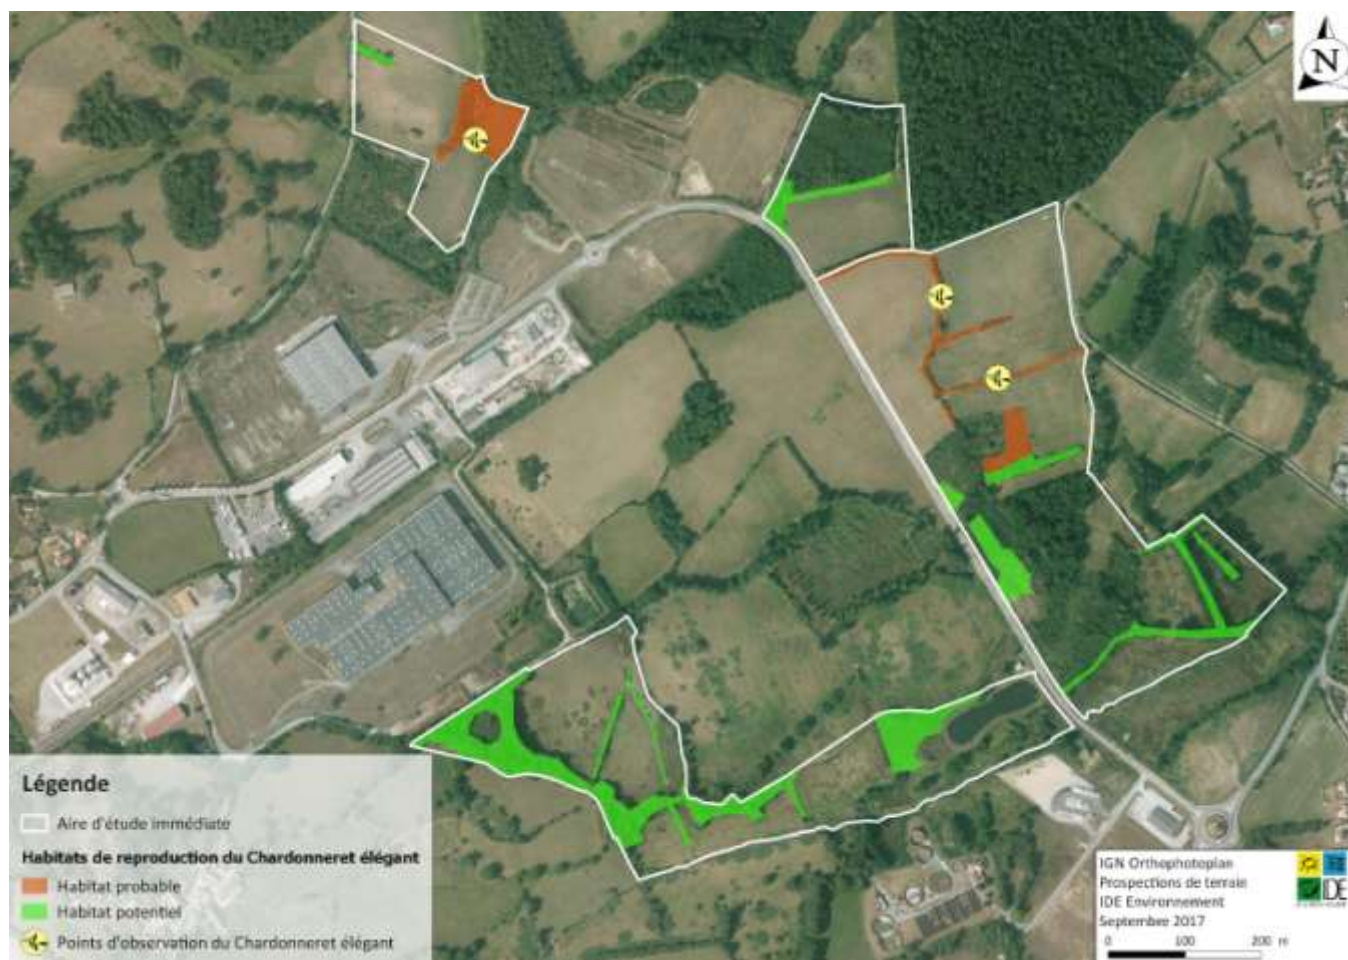 N
Légende
Aire d'étude immédiate
Habitats de reproduction du Chardonneret élégant
Habitat probable
Habitat potentiel
Points d'observation du Chardonneret élégant
IGN Orthophotoplan
Prospections de terrain
IDE Environnement
Septembre 2017
IDE
0 100 200 m